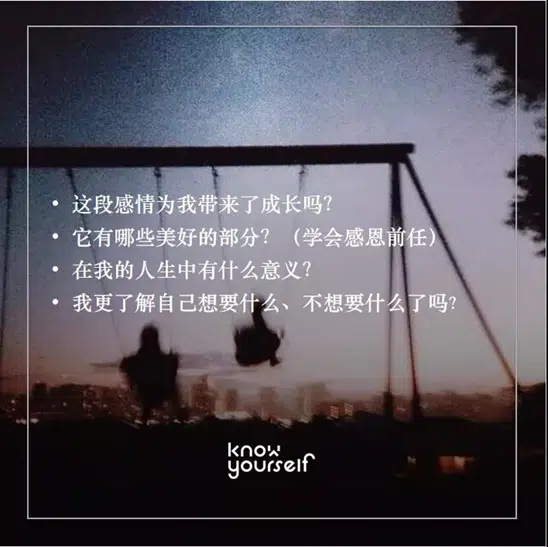 • 这段感情为我带来了成长吗？
• 它有哪些美好的部分？（学会感恩前任）
• 在我的人生中有什么意义？
• 我更了解自己想要什么、不想要什么了吗？
know
yourself